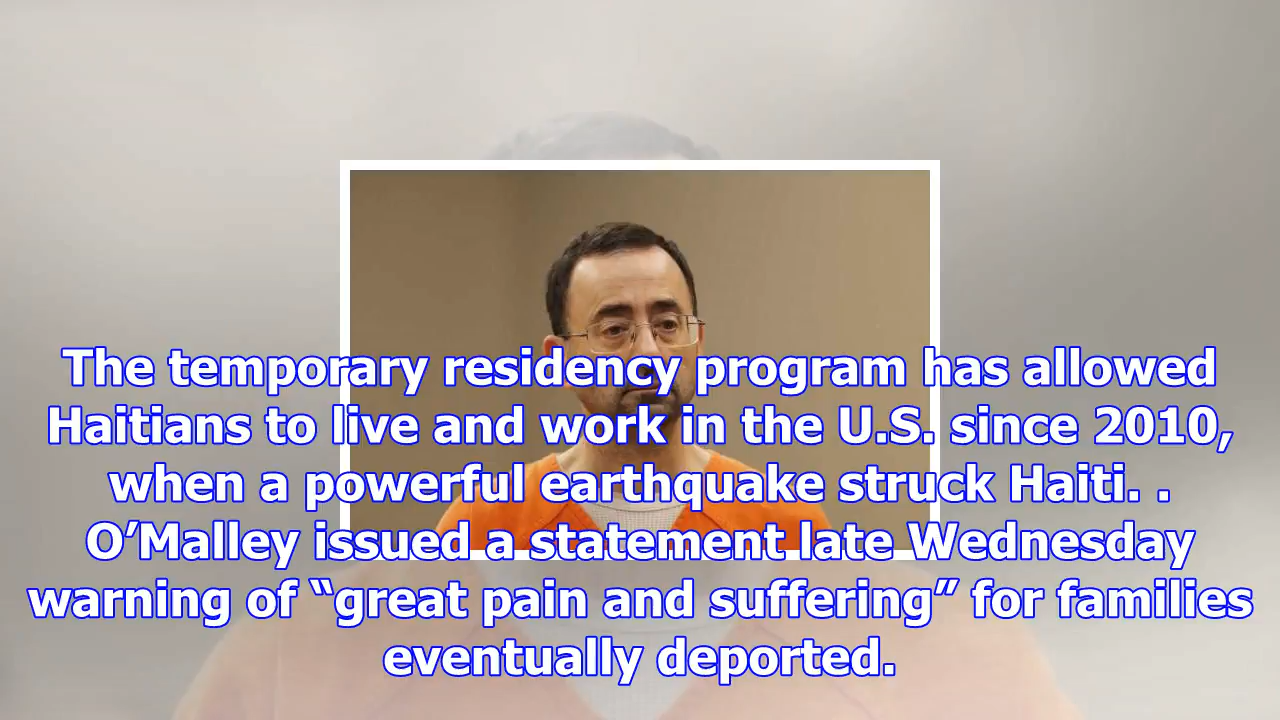 The temporary residency program has allowed
Haitians to live and work in the U.S. since 2010,
when a powerful earthquake struck Haiti. .
O’Malley issued a statement late Wednesday
warning of “great pain and suffering” for families
eventually deported.